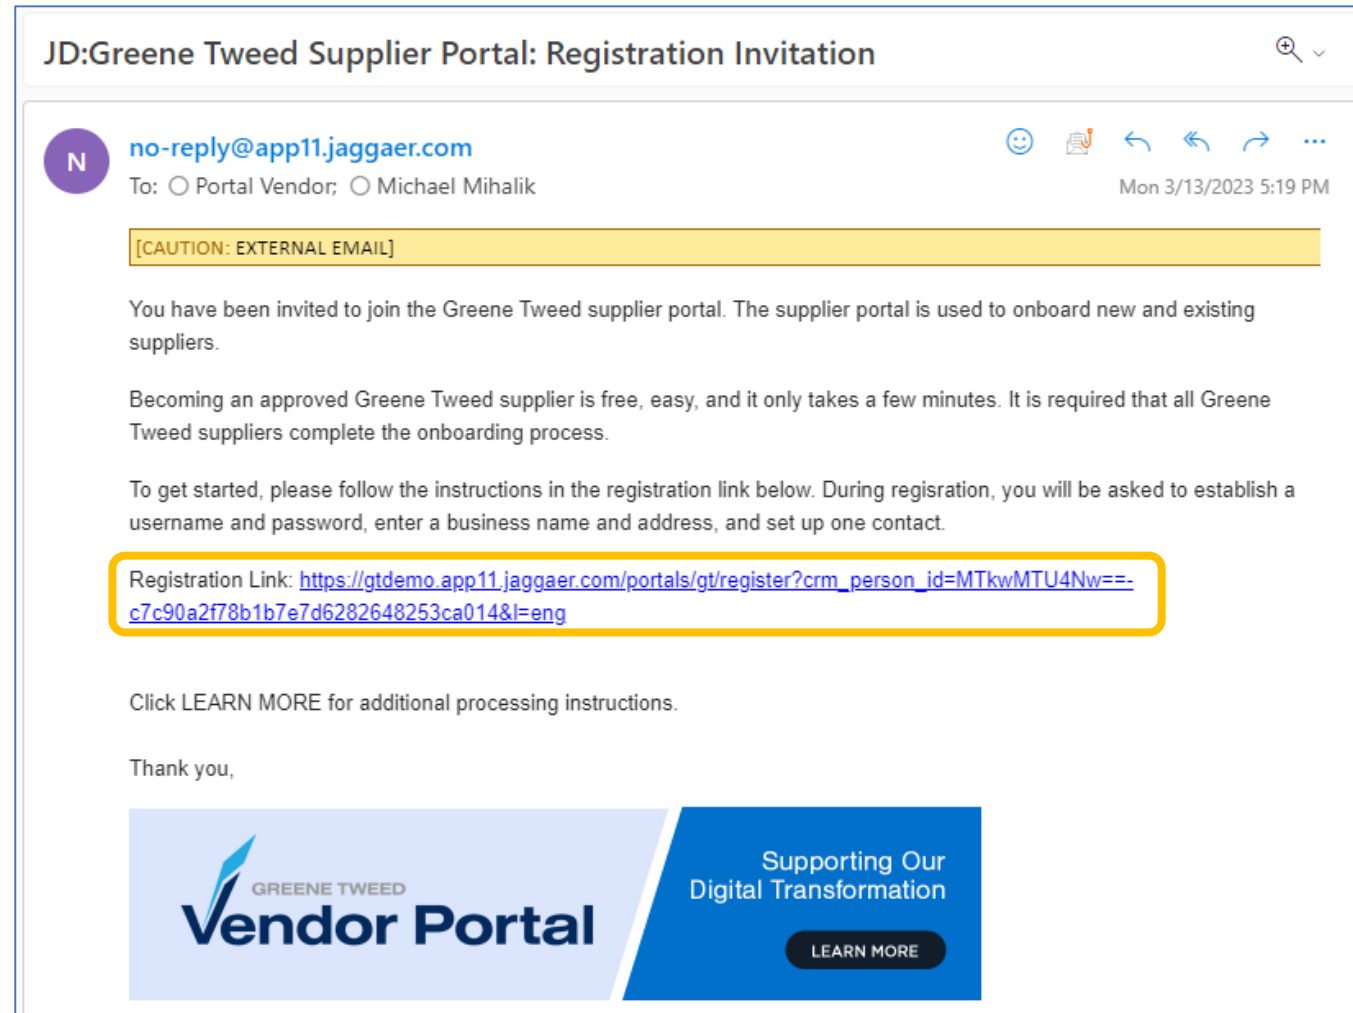 JD:Greene Tweed Supplier Portal: Registration Invitation
N
no-reply@app11.jaggaer.com
To: Portal Vendor; Michael Mihalik
Mon 3/13/2023 5:19 PM
[CAUTION: EXTERNAL EMAIL]
You have been invited to join the Greene Tweed supplier portal. The supplier portal is used to onboard new and existing
suppliers.
Becoming an approved Greene Tweed supplier is free, easy, and it only takes a few minutes. It is required that all Greene
Tweed suppliers complete the onboarding process.
To get started, please follow the instructions in the registration link below. During regisration, you will be asked to establish a
username and password, enter a business name and address, and set up one contact.
Registration Link: https://gtdemo.app11.jaggaer.com/portals/gt/register?crm_person_id=MTkwMTU4Nw==-
c7c90a2f78b1b7e7d6282648253ca014&l=eng
Click LEARN MORE for additional processing instructions.
Thank you,
GREENE TWEED
Vendor Portal
Supporting Our
Digital Transformation
LEARN MORE